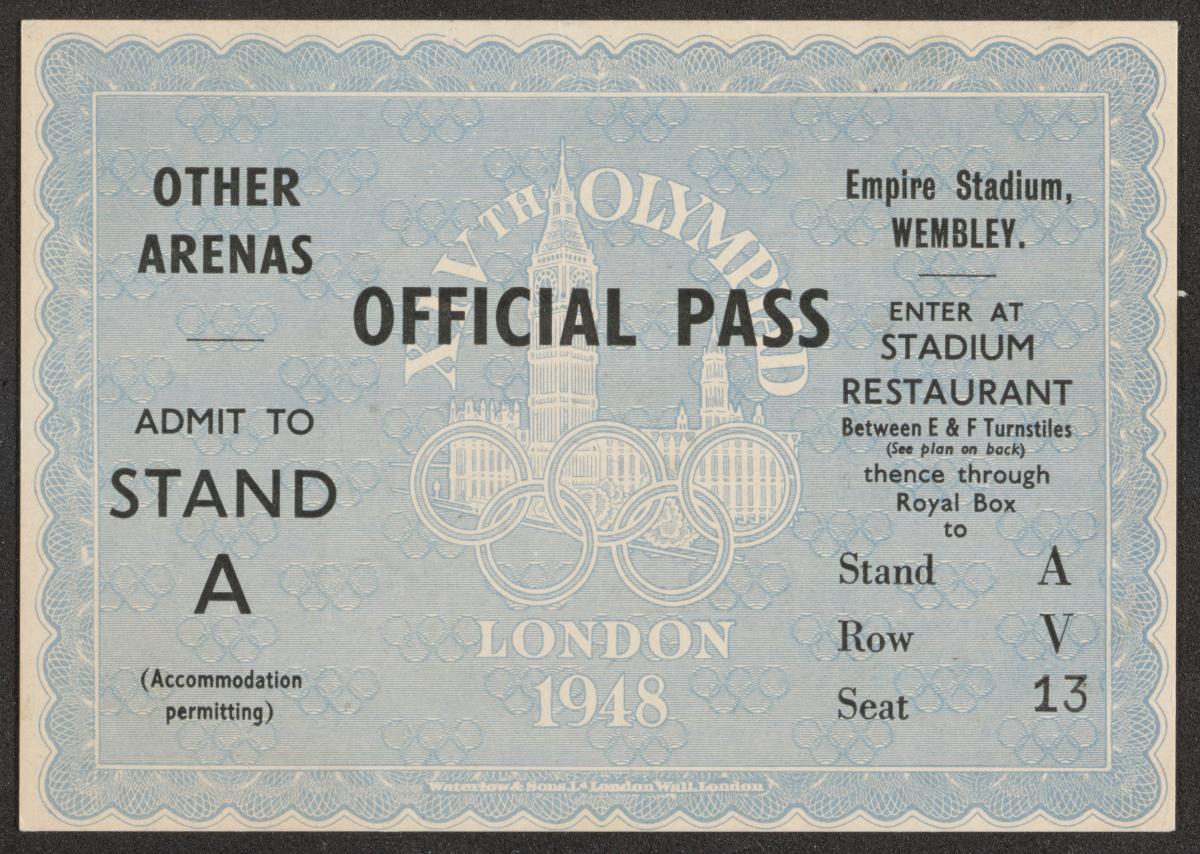 OTHER
ARENAS
ADMIT TO
STAND
A
(Accommodation
permitting)
XIVTH OLYMPIAD
OFFICIAL PASS
LONDON
1948
Empire Stadium,
WEMBLEY.
ENTER AT
STADIUM
RESTAURANT
Between E & F Turnstiles
(See plan on back)
thence through
Royal Box
to
Stand A
Row V
Seat 13
Waterlow & Sons, Ld. London Wall, London